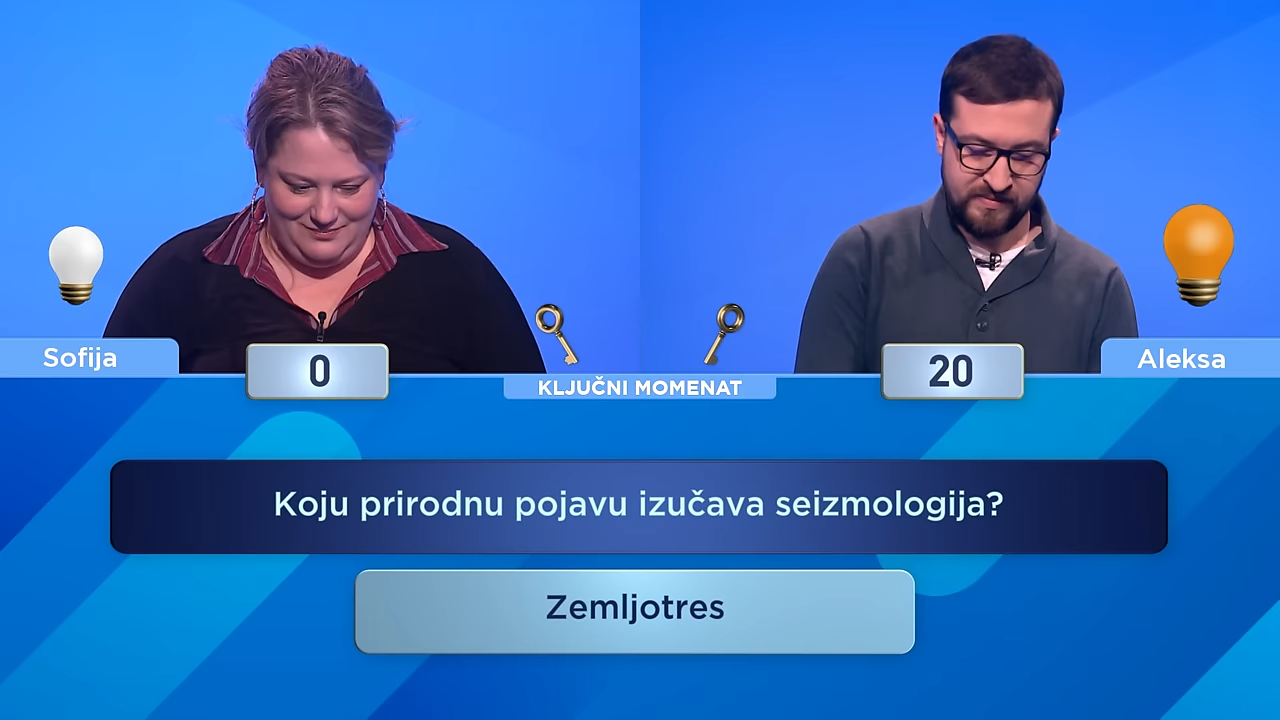 Sofija
0
KLJUČNI MOMENAT
20
Aleksa
Koju prirodnu pojavu izučava seizmologija?
Zemljotres